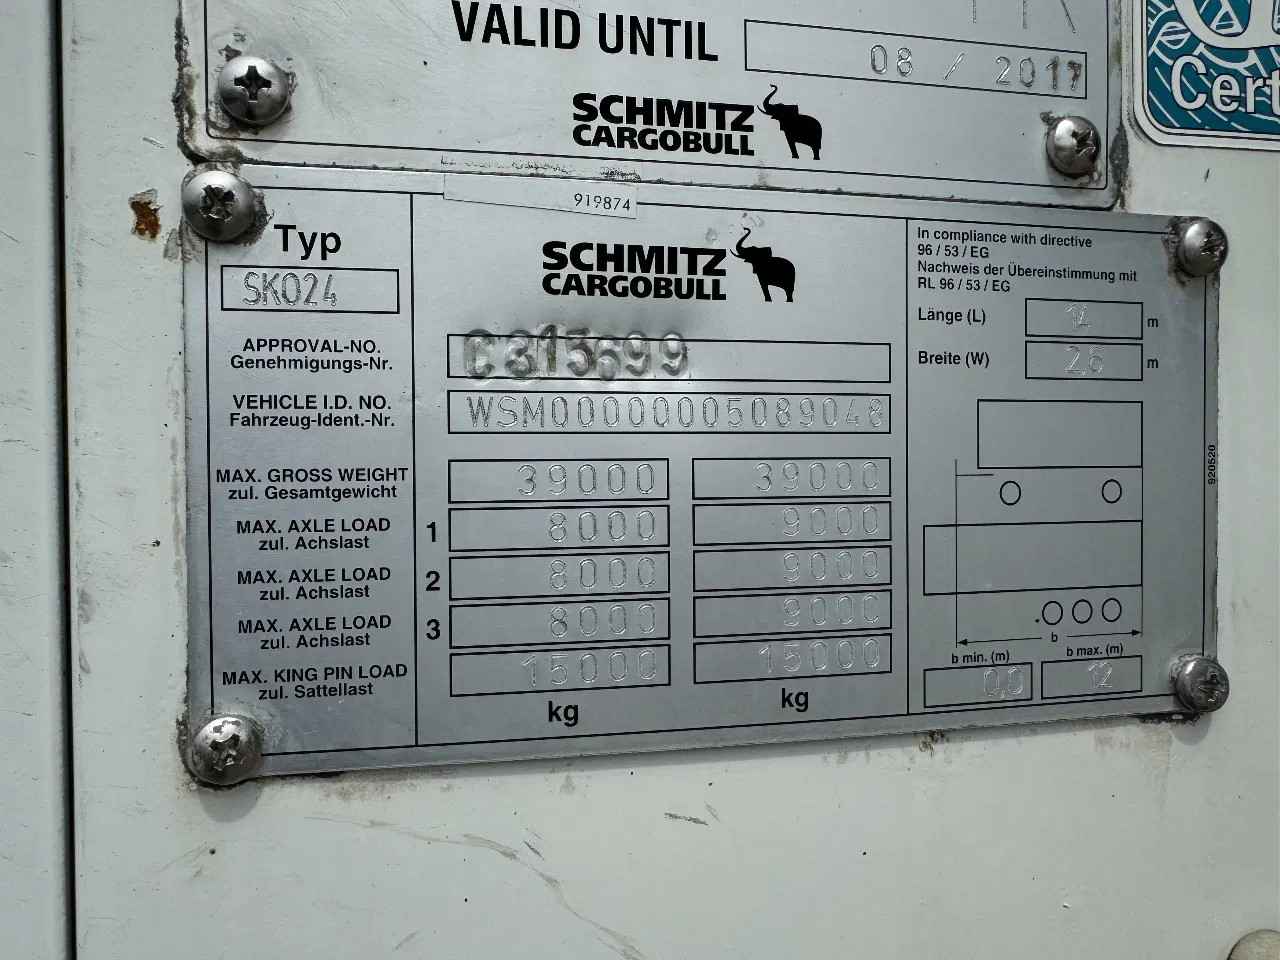 VALID UNTIL 08 / 2017
SCHMITZ
CARGOBULL
Cert
919874
Typ
SKO24
SCHMITZ
CARGOBULL
In compliance with directive
96 / 53 / EG
Nachweis der Übereinstimmung mit
RL 96 / 53 / EG
Länge (L) 14 m
Breite (W) 2,6 m
APPROVAL-NO.
Genehmigungs-Nr.
C813699
VEHICLE I.D. NO.
Fahrzeug-Ident.-Nr.
WSM00000005089048
MAX. GROSS WEIGHT
zul. Gesamtgewicht
39000 39000
MAX. AXLE LOAD
zul. Achslast
1 8000 9000
MAX. AXLE LOAD
zul. Achslast
2 8000 9000
MAX. AXLE LOAD
zul. Achslast
3 8000 9000
MAX. KING PIN LOAD
zul. Sattellast
15000 15000
kg kg
920520
b
b min. (m) b max. (m)
0,0 12